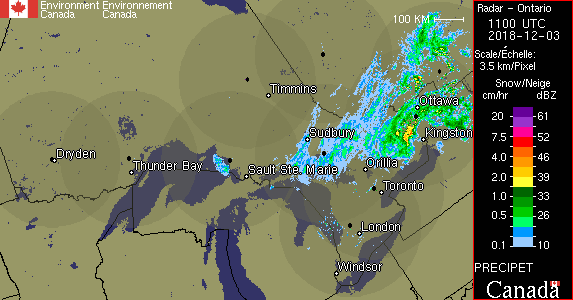 Environment Environnement
Canada Canada
100 KM
Timmins
Ottawa
Sudbury
Kingston
Dryden
Thunder Bay
Sault Ste. Marie
Orillia
Toronto
London
Windsor
Radar - Ontario
1100 UTC
2018-12-03
Scale/Échelle:
3.5 km/Pixel
Snow/Neige
cm/hr dBZ
20 61
7.5 52
4.0 46
2.0 39
1.0 33
0.5 26
0.1 10
PRECIPET
Canada